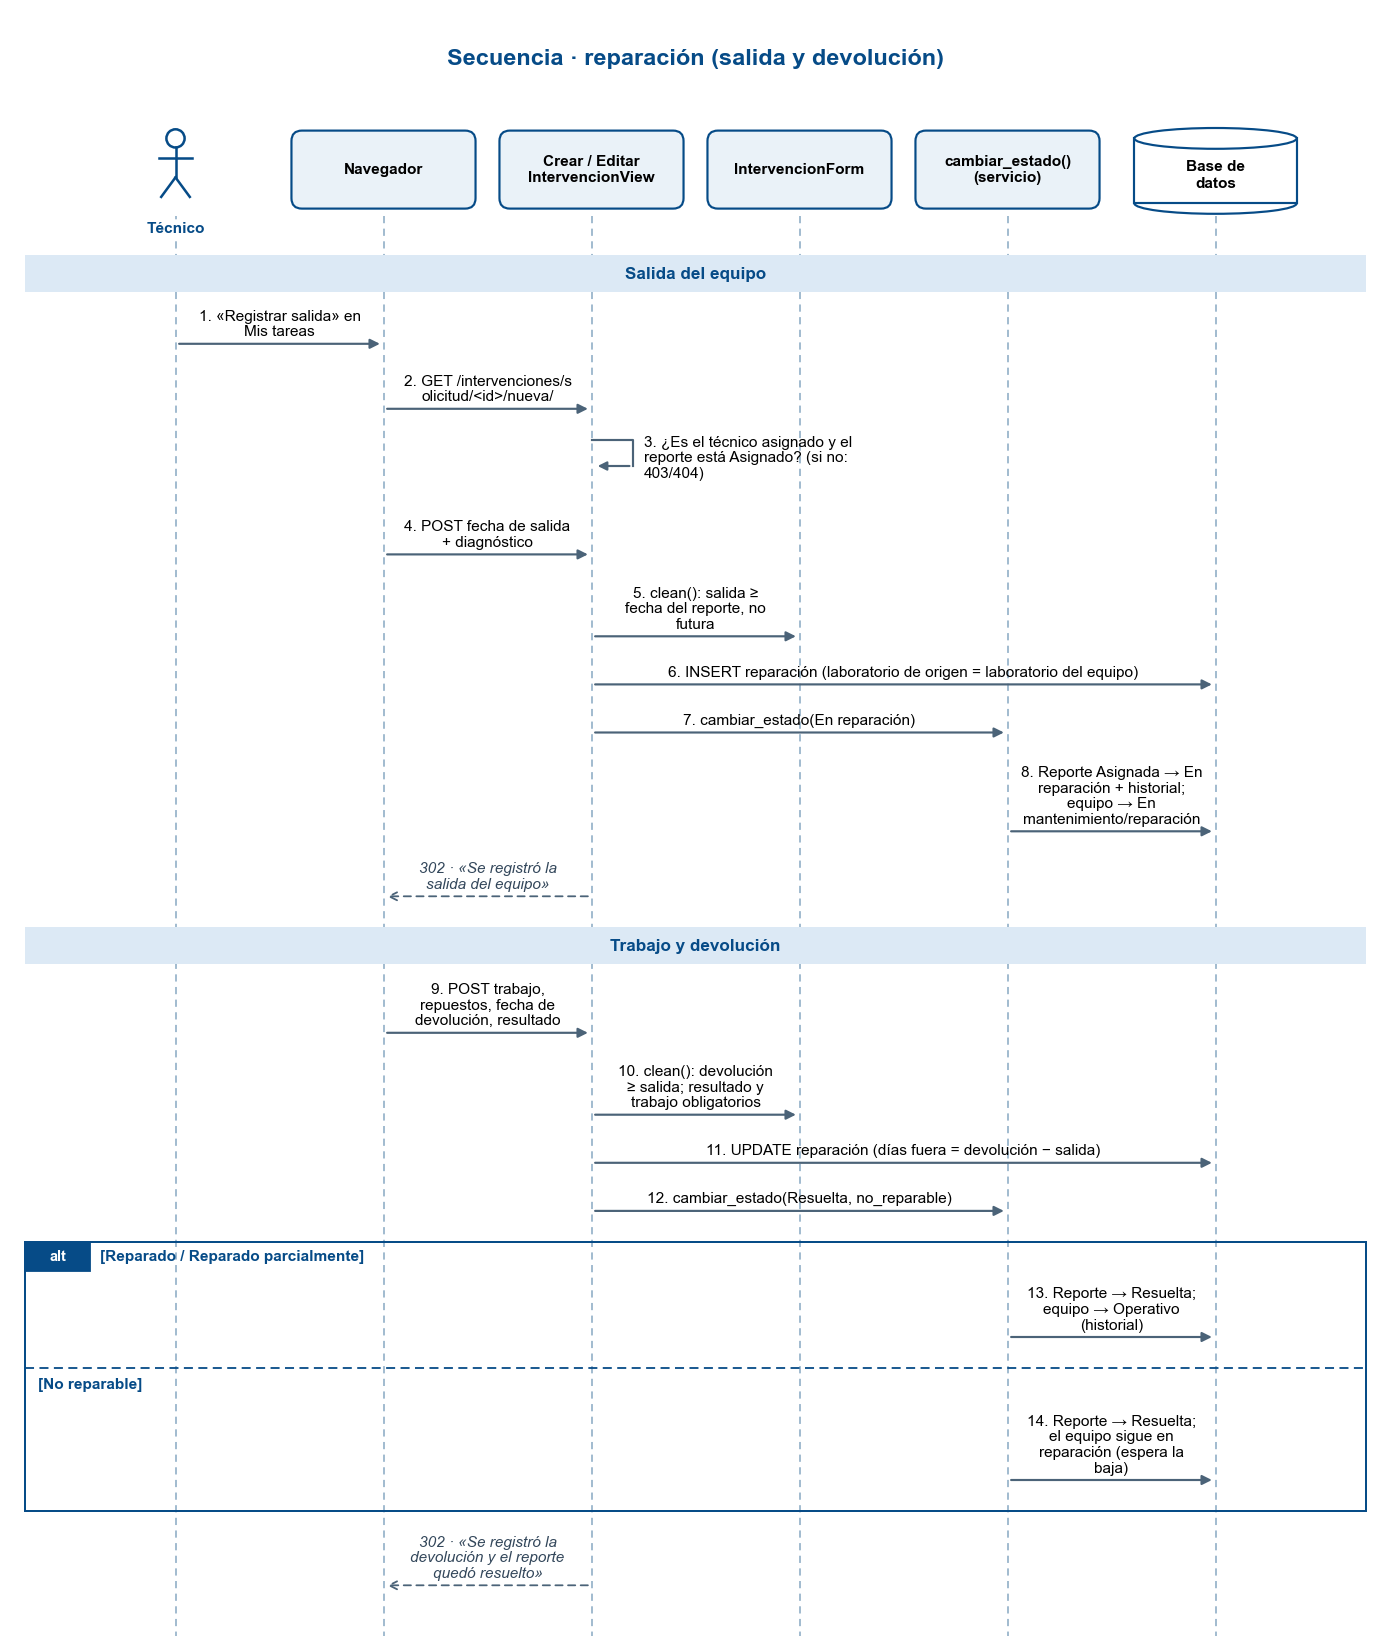 Secuencia · reparación (salida y devolución)
Técnico
Navegador
Crear / Editar
IntervencionView
IntervencionForm
cambiar_estado()
(servicio)
Base de
datos
Salida del equipo
1. «Registrar salida» en
Mis tareas
2. GET /intervenciones/s
olicitud/<id>/nueva/
3. ¿Es el técnico asignado y el
reporte está Asignado? (si no:
403/404)
4. POST fecha de salida
+ diagnóstico
5. clean(): salida ≥
fecha del reporte, no
futura
6. INSERT reparación (laboratorio de origen = laboratorio del equipo)
7. cambiar_estado(En reparación)
8. Reporte Asignada → En
reparación + historial;
equipo → En
mantenimiento/reparación
302 · «Se registró la
salida del equipo»
Trabajo y devolución
9. POST trabajo,
repuestos, fecha de
devolución, resultado
10. clean(): devolución
≥ salida; resultado y
trabajo obligatorios
11. UPDATE reparación (días fuera = devolución − salida)
12. cambiar_estado(Resuelta, no_reparable)
alt
[Reparado / Reparado parcialmente]
13. Reporte → Resuelta;
equipo → Operativo
(historial)
[No reparable]
14. Reporte → Resuelta;
el equipo sigue en
reparación (espera la
baja)
302 · «Se registró la
devolución y el reporte
quedó resuelto»